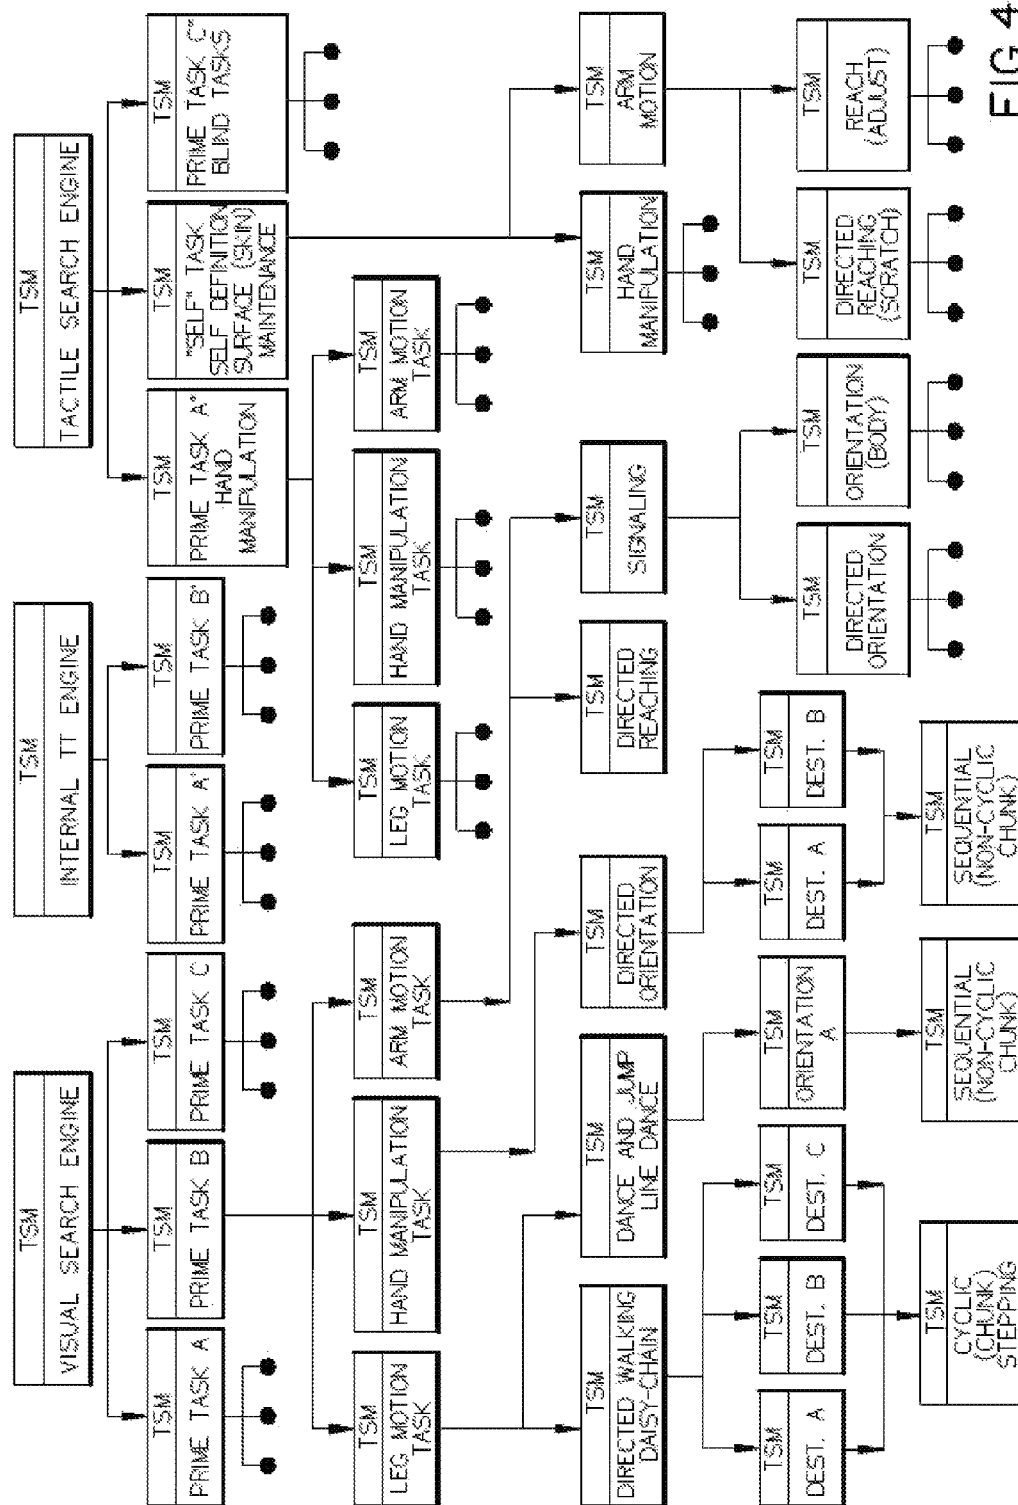 TSM
VISUAL SEARCH ENGINE
TSM
INTERNAL TT ENGINE
TSM
TACTILE SEARCH ENGINE
TSM
PRIME TASK A
TSM
PRIME TASK B
TSM
PRIME TASK C
TSM
PRIME TASK A'
TSM
PRIME TASK B'
TSM
PRIME TASK A"
HAND
MANIPULATION
TSM
"SELF" TASK
SELF DEFINITION
SURFACE (SKIN)
MAINTENANCE
TSM
PRIME TASK C"
BLIND TASKS
TSM
LEG MOTION
TASK
TSM
HAND MANIPULATION
TASK
TSM
ARM MOTION
TASK
TSM
LEG MOTION
TASK
TSM
HAND MANIPULATION
TASK
TSM
ARM MOTION
TASK
TSM
DIRECTED WALKING
DAISY-CHAIN
TSM
DANCE AND JUMP
LINE DANCE
TSM
DIRECTED
ORIENTATION
TSM
DIRECTED
REACHING
TSM
SIGNALING
TSM
HAND
MANIPULATION
TSM
ARM
MOTION
TSM
DEST. A
TSM
DEST. B
TSM
DEST. C
TSM
ORIENTATION
A
TSM
DEST. A
TSM
DEST. B
TSM
DIRECTED
ORIENTATION
TSM
ORIENTATION
(BODY)
TSM
DIRECTED
REACHING
(SCRATCH)
TSM
REACH
(ADJUST)
TSM
CYCLIC
(CHUNK)
STEPPING
TSM
SEQUENTIAL
(NON-CYCLIC
CHUNK)
TSM
SEQUENTIAL
(NON-CYCLIC
CHUNK)
FIG 4